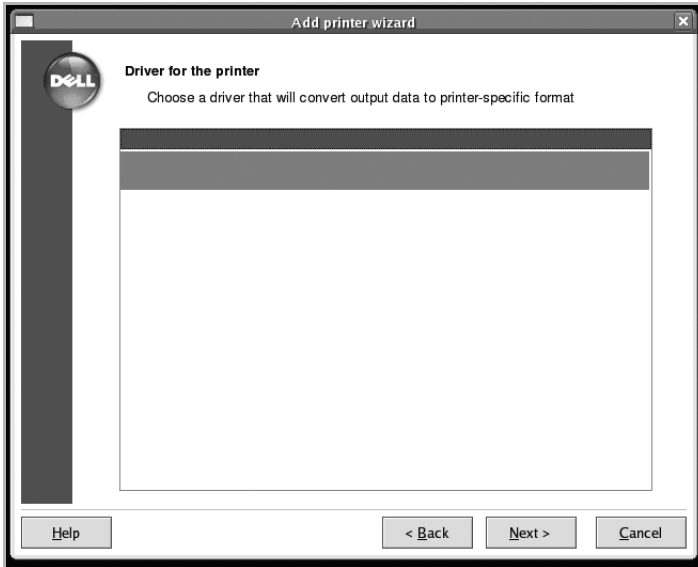 Add printer wizard
DELL
Driver for the printer
Choose a driver that will convert output data to printer-specific format
Help
< Back
Next >
Cancel